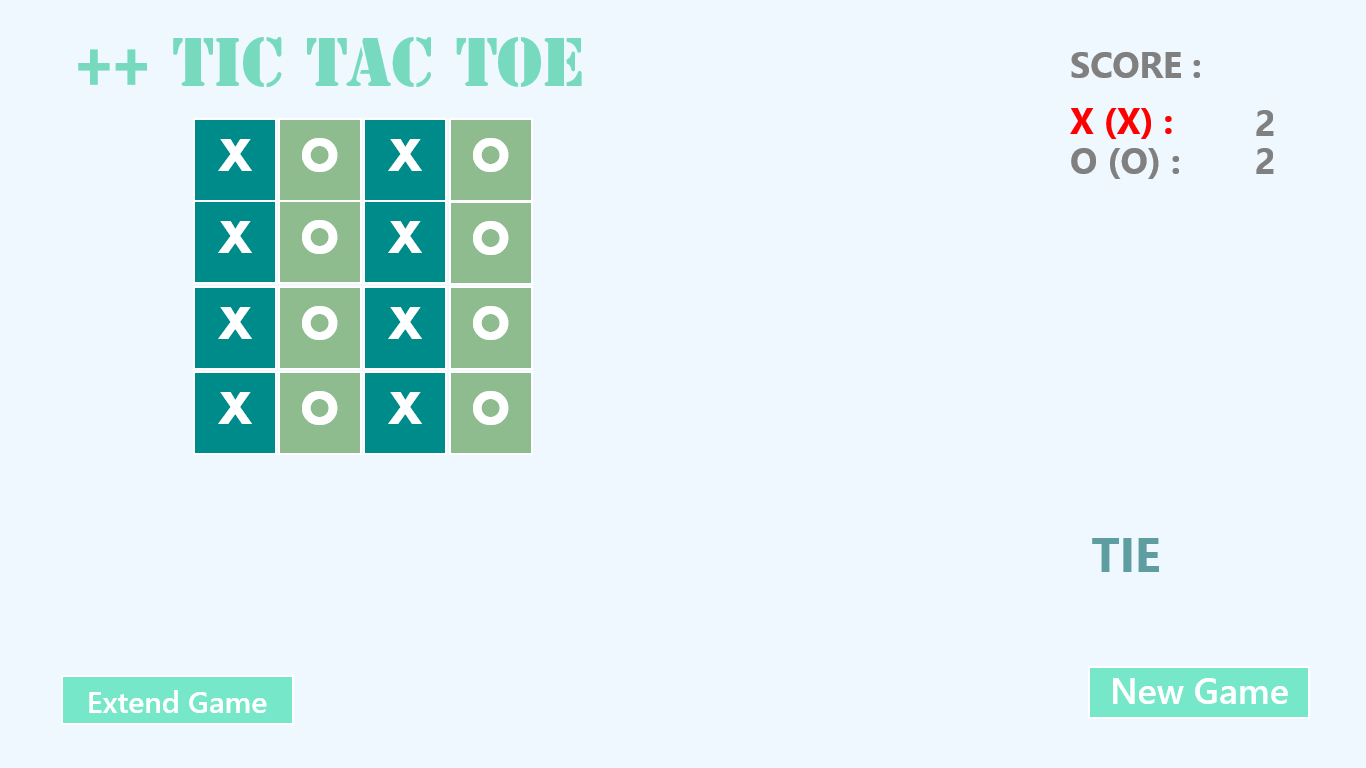 ++ TIC TAC TOE
SCORE :
X (X) : 2
O (O) : 2
X O X O
X O X O
X O X O
X O X O
TIE
Extend Game
New Game